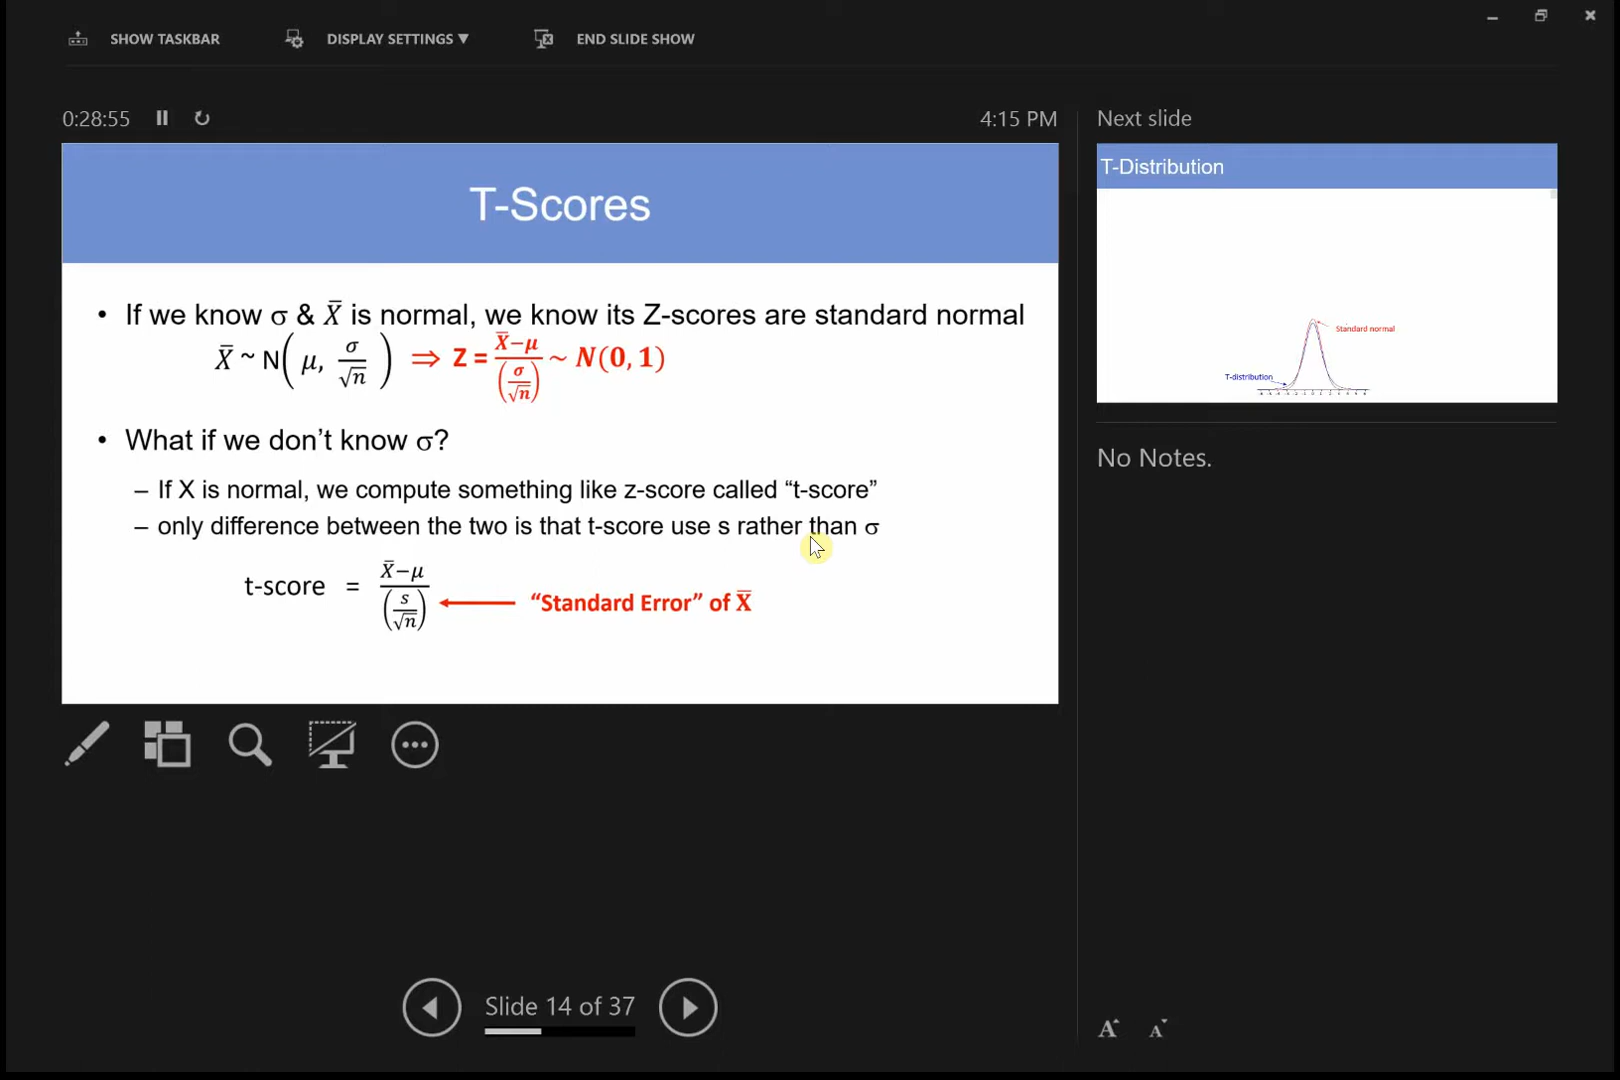 SHOW TASKBAR DISPLAY SETTINGS ▼ END SLIDE SHOW
0:28:55 4:15 PM
T-Scores
• If we know σ & X̄ is normal, we know its Z-scores are standard normal
X̄ ~ N(μ, σ/√n) ⇒ Z = (X̄−μ)/(σ/√n) ~ N(0, 1)
• What if we don’t know σ?
– If X is normal, we compute something like z-score called “t-score”
– only difference between the two is that t-score use s rather than σ
t-score = (X̄−μ)/(s/√n) ← “Standard Error” of X̄
Slide 14 of 37
Next slide
T-Distribution
Standard normal
T-distribution
No Notes.
A A